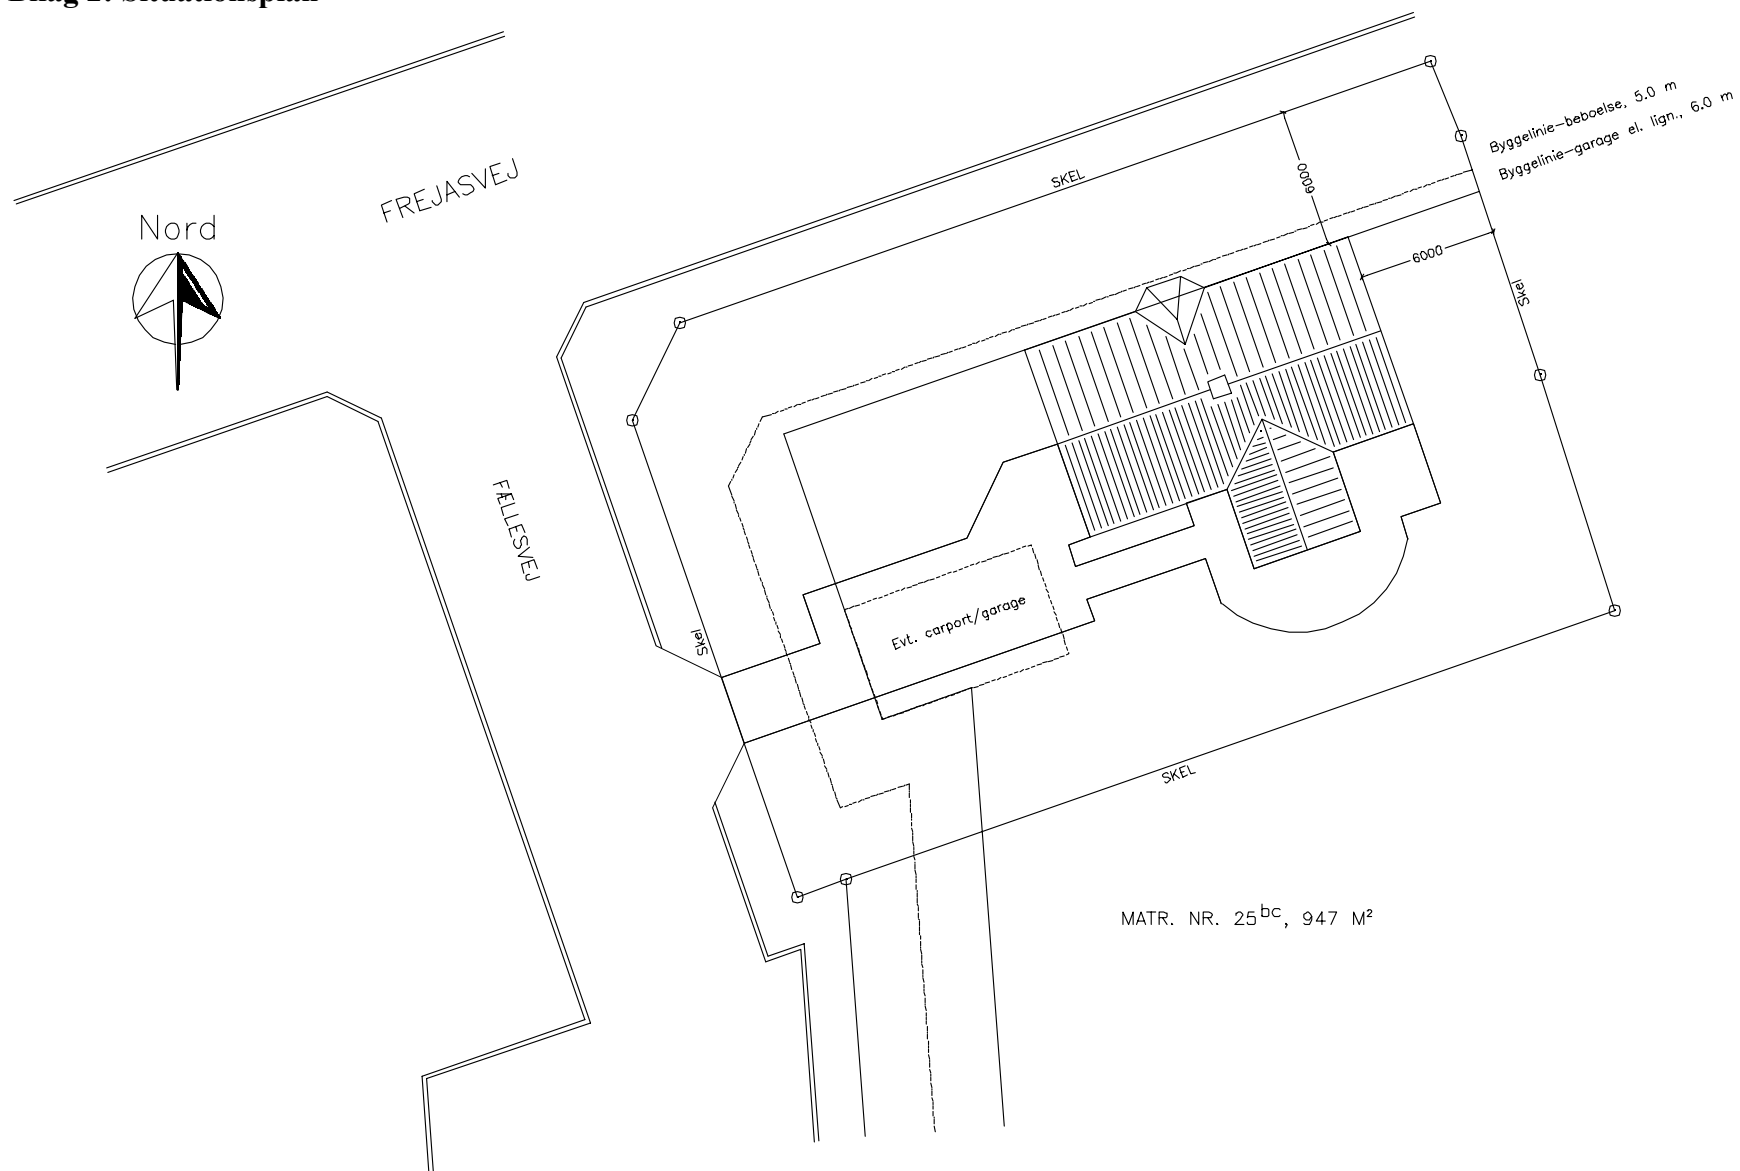 Bilag 2: Situationsplan
Byggelinie-beboelse, 5.0 m
Byggelinie-garage el. lign., 6.0 m
FREJASVEJ
SKEL
6000
Nord
6000
Skel
FÆLLESVEJ
Evt. carport/garage
Skel
SKEL
MATR. NR. 25bc, 947 M²